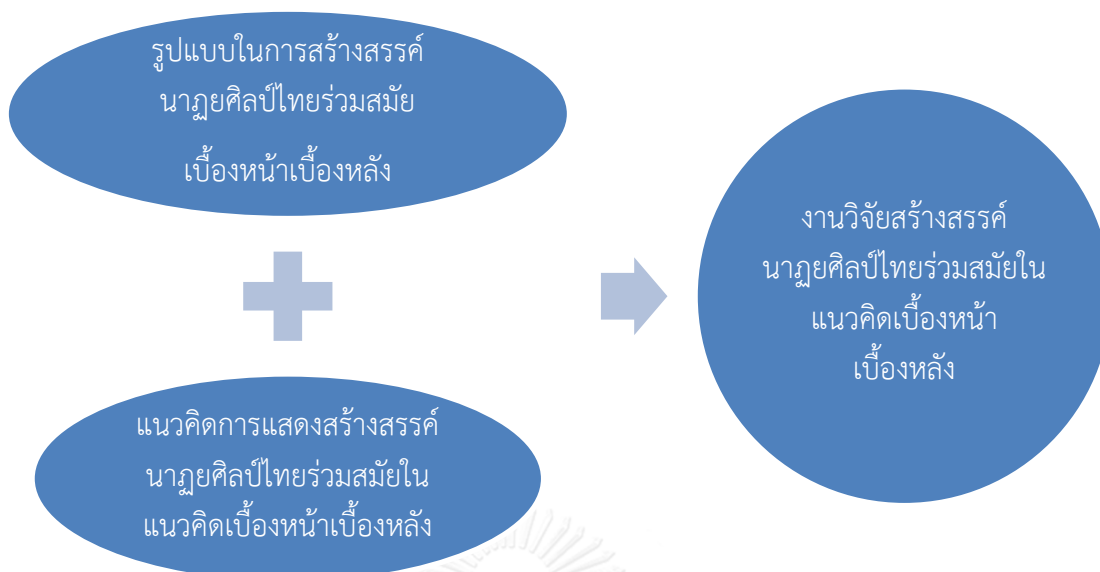 รูปแบบในการสร้างสรรค์
นาฏยศิลป์ไทยร่วมสมัย
เบื้องหน้าเบื้องหลัง
แนวคิดการแสดงสร้างสรรค์
นาฏยศิลป์ไทยร่วมสมัยใน
แนวคิดเบื้องหน้าเบื้องหลัง
งานวิจัยสร้างสรรค์
นาฏยศิลป์ไทยร่วมสมัยใน
แนวคิดเบื้องหน้า
เบื้องหลัง